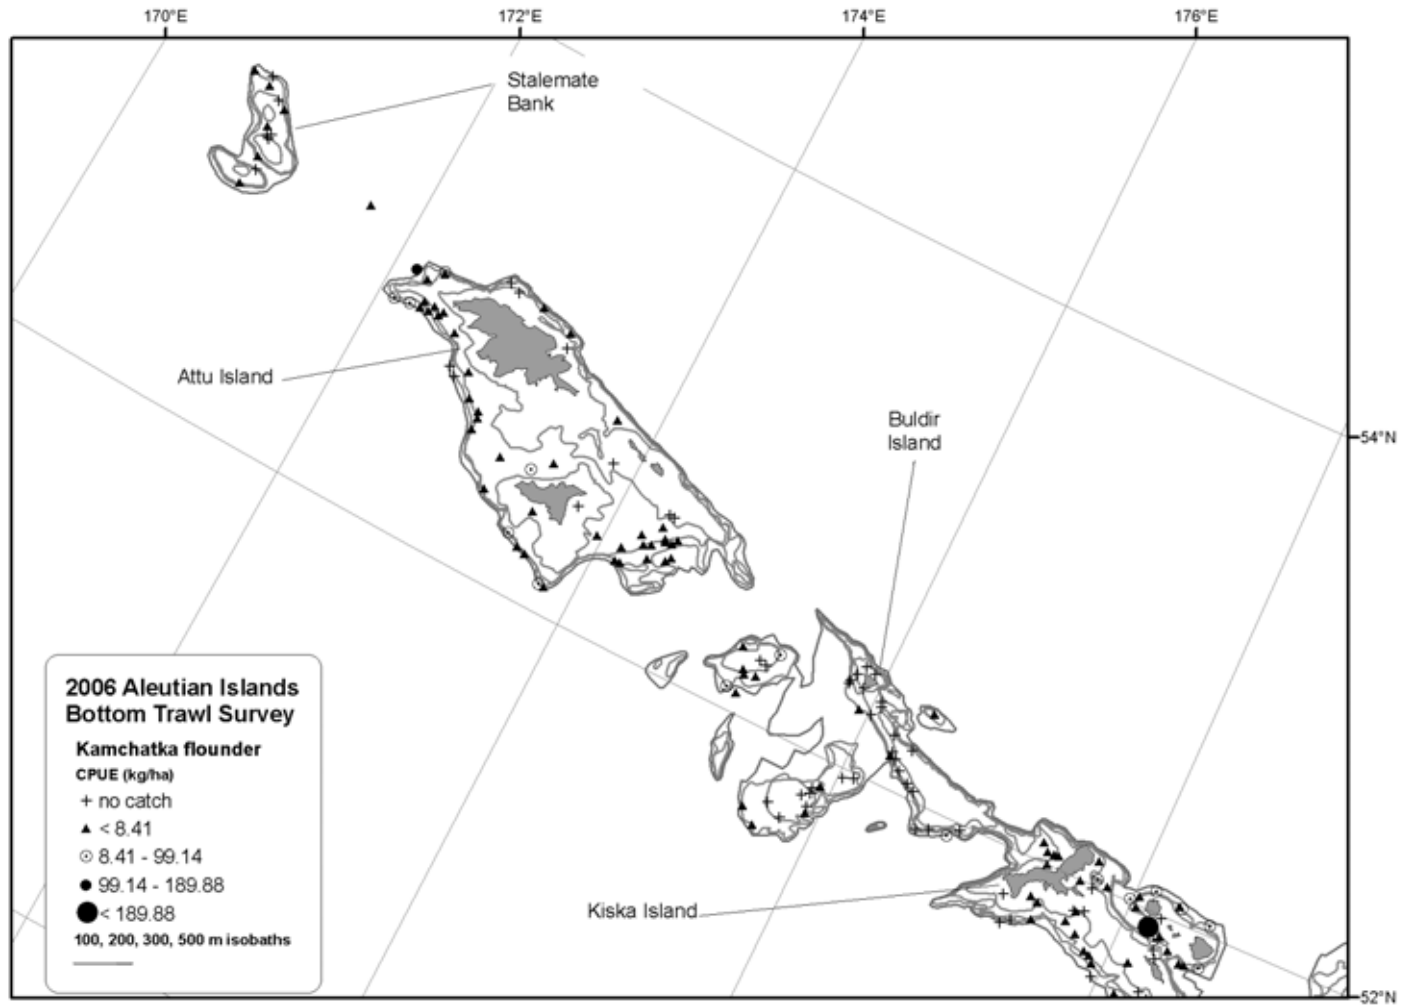 170°E
172°E
174°E
176°E
Stalemate
Bank
Attu Island
Buldir
Island
54°N
2006 Aleutian Islands
Bottom Trawl Survey
Kamchatka flounder
CPUE (kg/ha)
no catch
< 8.41
8.41 - 99.14
99.14 - 189.88
< 189.88
100, 200, 300, 500 m isobaths
Kiska Island
52°N